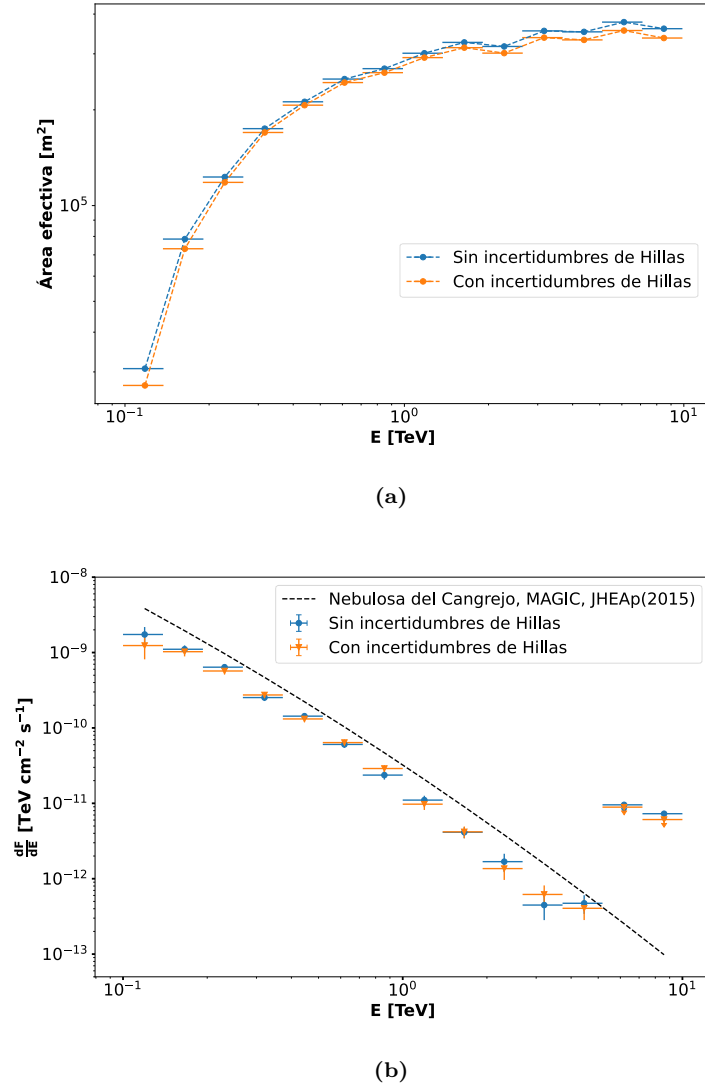 Área efectiva [m²]
10⁵
Sin incertidumbres de Hillas
Con incertidumbres de Hillas
10⁻¹ 10⁰ 10¹
E [TeV]
(a)
dF/dE [TeV cm⁻² s⁻¹]
10⁻⁸
10⁻⁹
10⁻¹⁰
10⁻¹¹
10⁻¹²
10⁻¹³
Nebulosa del Cangrejo, MAGIC, JHEAp(2015)
Sin incertidumbres de Hillas
Con incertidumbres de Hillas
10⁻¹ 10⁰ 10¹
E [TeV]
(b)